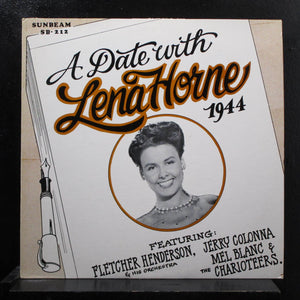 SUNBEAM
SB-212
A Date with
Lena Horne
1944
FEATURING:
FLETCHER HENDERSON, JERRY COLONNA
& HIS ORCHESTRA MEL BLANC &
THE CHARIOTEERS.